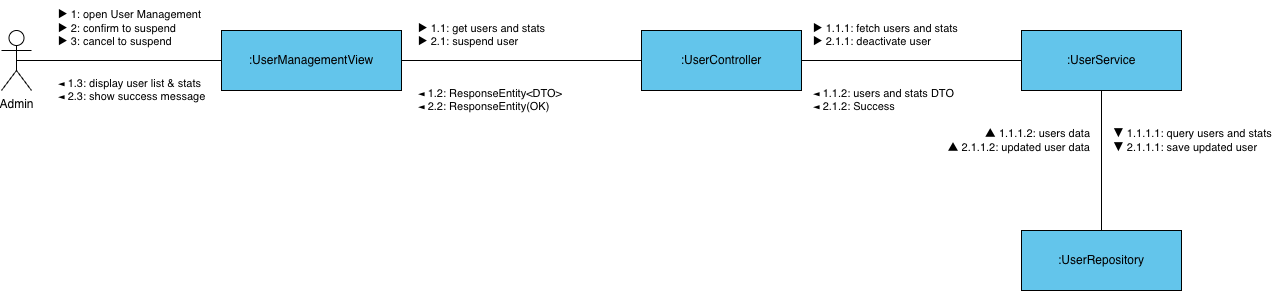 ▶ 1: open User Management
▶ 2: confirm to suspend
▶ 3: cancel to suspend
◄ 1.3: display user list & stats
◄ 2.3: show success message
Admin
:UserManagementView
▶ 1.1: get users and stats
▶ 2.1: suspend user
◄ 1.2: ResponseEntity<DTO>
◄ 2.2: ResponseEntity(OK)
:UserController
▶ 1.1.1: fetch users and stats
▶ 2.1.1: deactivate user
◄ 1.1.2: users and stats DTO
◄ 2.1.2: Success
:UserService
▲ 1.1.1.2: users data
▲ 2.1.1.2: updated user data
▼ 1.1.1.1: query users and stats
▼ 2.1.1.1: save updated user
:UserRepository